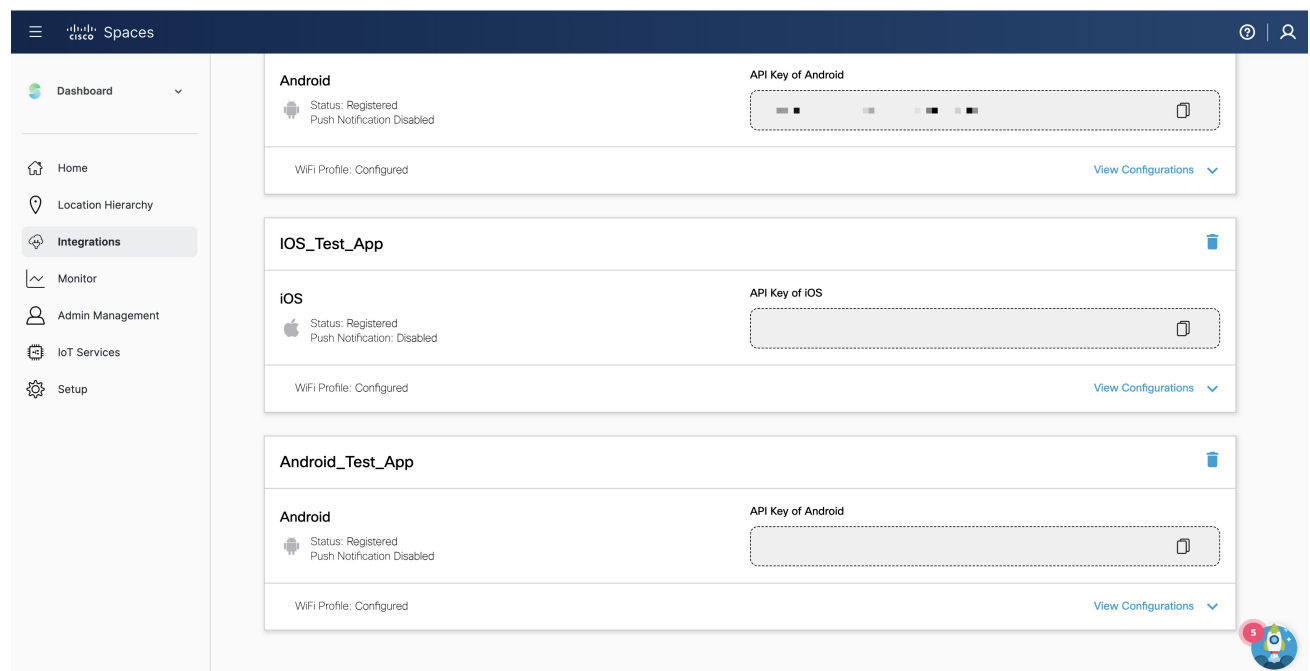 cisco Spaces
Dashboard
Home
Location Hierarchy
Integrations
Monitor
Admin Management
IoT Services
Setup
Android
Status: Registered
Push Notification Disabled
API Key of Android
WiFi Profile: Configured
View Configurations
IOS_Test_App
iOS
Status: Registered
Push Notification: Disabled
API Key of iOS
WiFi Profile: Configured
View Configurations
Android_Test_App
Android
Status: Registered
Push Notification Disabled
API Key of Android
WiFi Profile: Configured
View Configurations
5